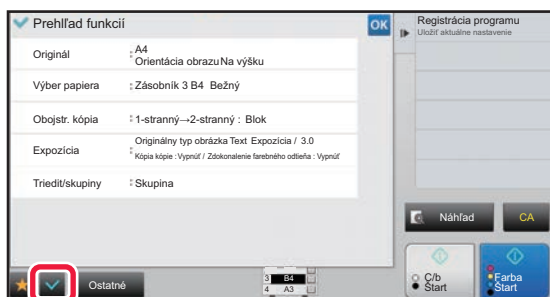 Prehľľad funkcií
OK
Originál : A4
Orientácia obrazu Na výšku
Výber papiera : Zásobník 3 B4 Bežný
Obojstr. kópia : 1-stranný→2-stranný : Blok
Expozícia : Originálny typ obrázka Text Expozícia / 3.0
Kópia kópie : Vypnúť / Zdokonalenie farebného odtieňa : Vypnúť
Triediť/skupiny : Skupina
Ostatné
3 B4
4 A3
Registrácia programu
Uložiť aktuálne nastavenie
Náhľad
CA
Č/b
Štart
Farba
Štart